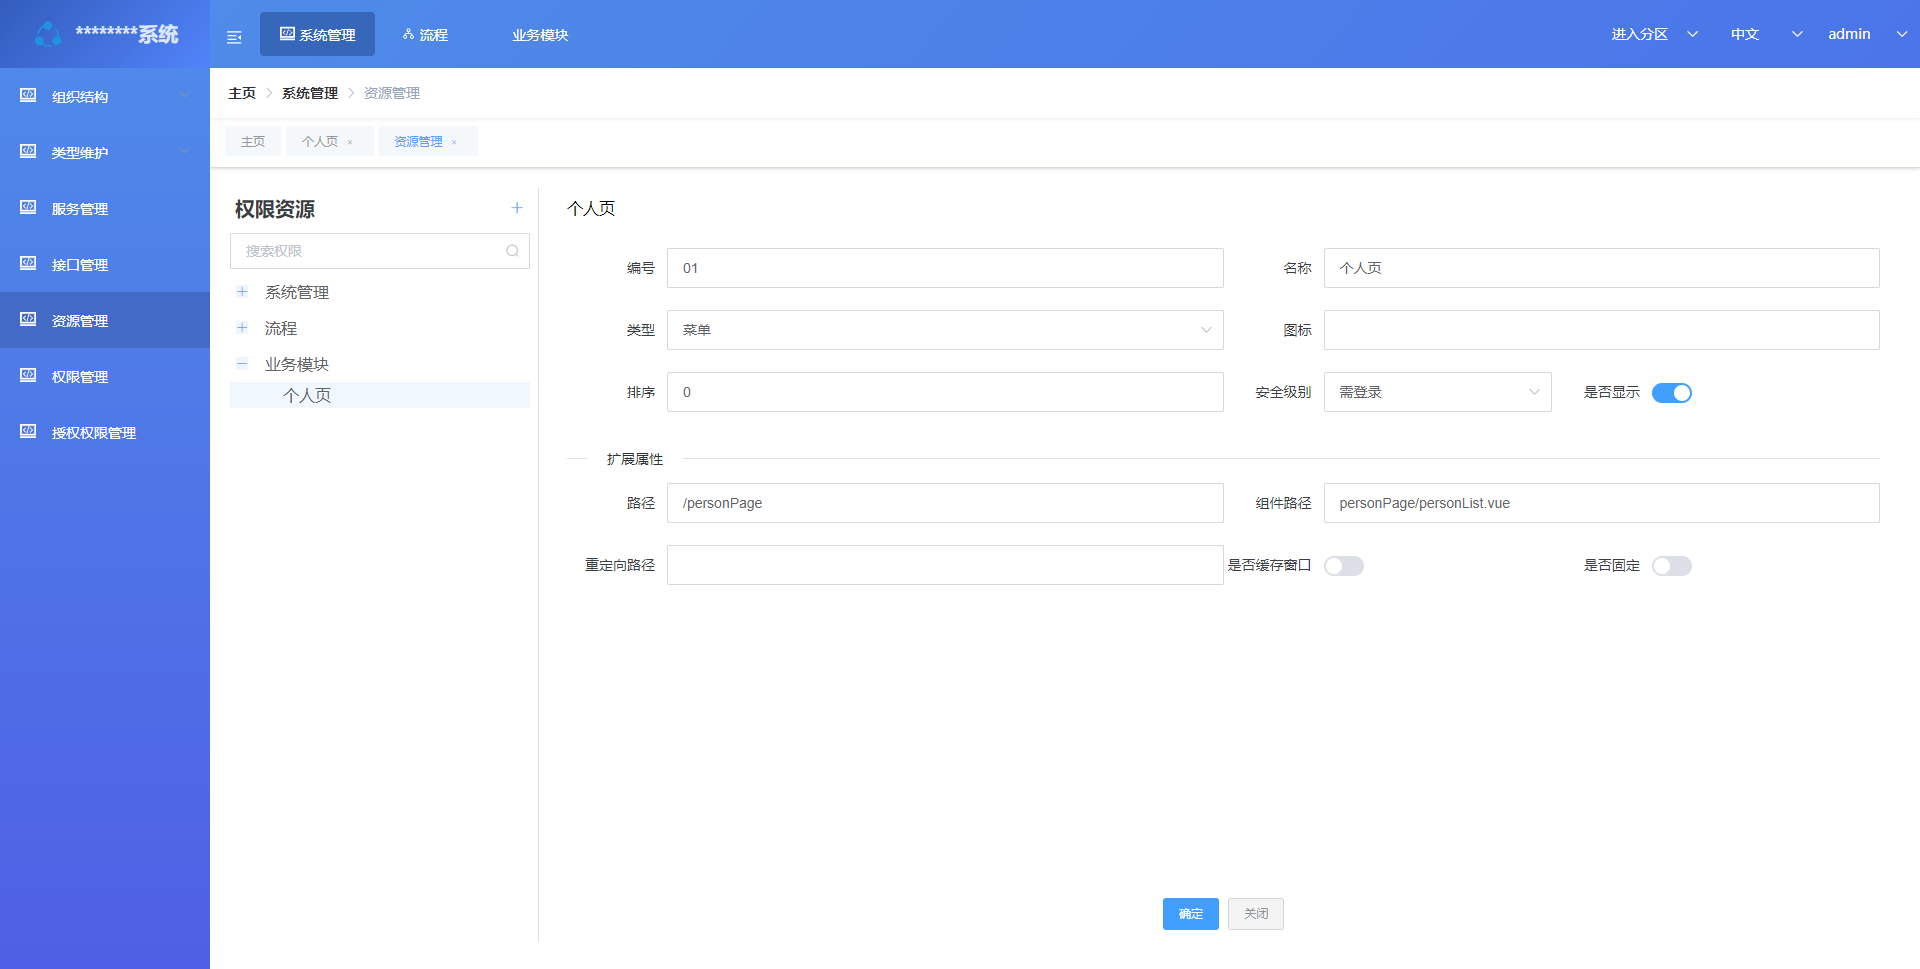 ********系统
系统管理
流程
业务模块
进入分区
中文
admin
组织结构
类型维护
服务管理
接口管理
资源管理
权限管理
授权权限管理
主页 > 系统管理 > 资源管理
主页
个人页 ×
资源管理 ×
权限资源 +
搜索权限
系统管理
流程
业务模块
个人页
个人页
编号 01
名称 个人页
类型 菜单
图标
排序 0
安全级别 需登录
是否显示
扩展属性
路径 /personPage
组件路径 personPage/personList.vue
重定向路径
是否缓存窗口
是否固定
确定
关闭